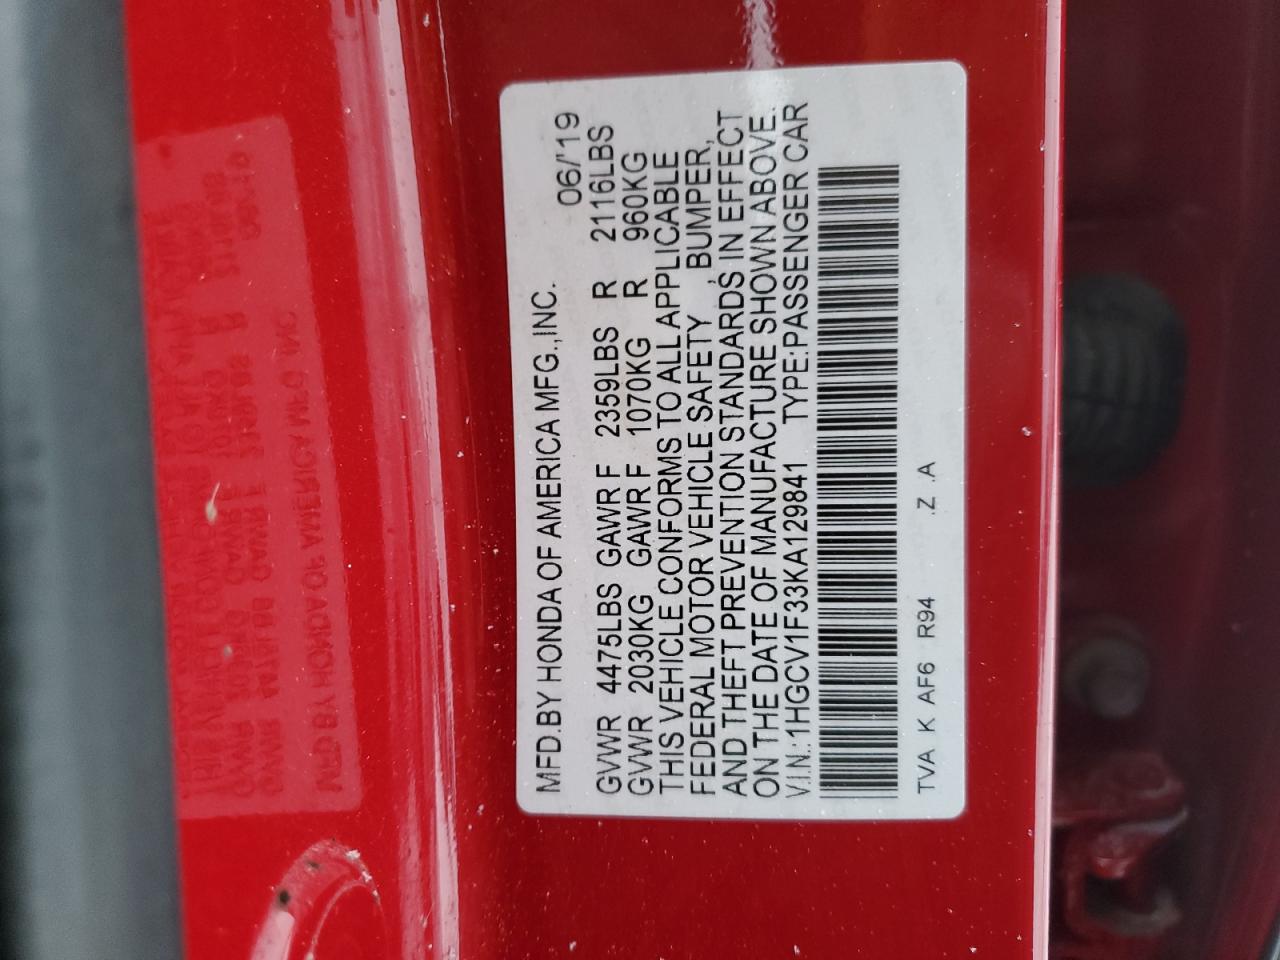 MFD.BY HONDA OF AMERICA MFG.,INC. 06/'19
GVWR 4475LBS GAWR F 2359LBS R 2116LBS
GVWR 2030KG GAWR F 1070KG R 960KG
THIS VEHICLE CONFORMS TO ALL APPLICABLE
FEDERAL MOTOR VEHICLE SAFETY , BUMPER,
AND THEFT PREVENTION STANDARDS IN EFFECT
ON THE DATE OF MANUFACTURE SHOWN ABOVE.
V.I.N.:1HGCV1F33KA129841 TYPE:PASSENGER CAR
TVA K AF6 R94 .Z .A